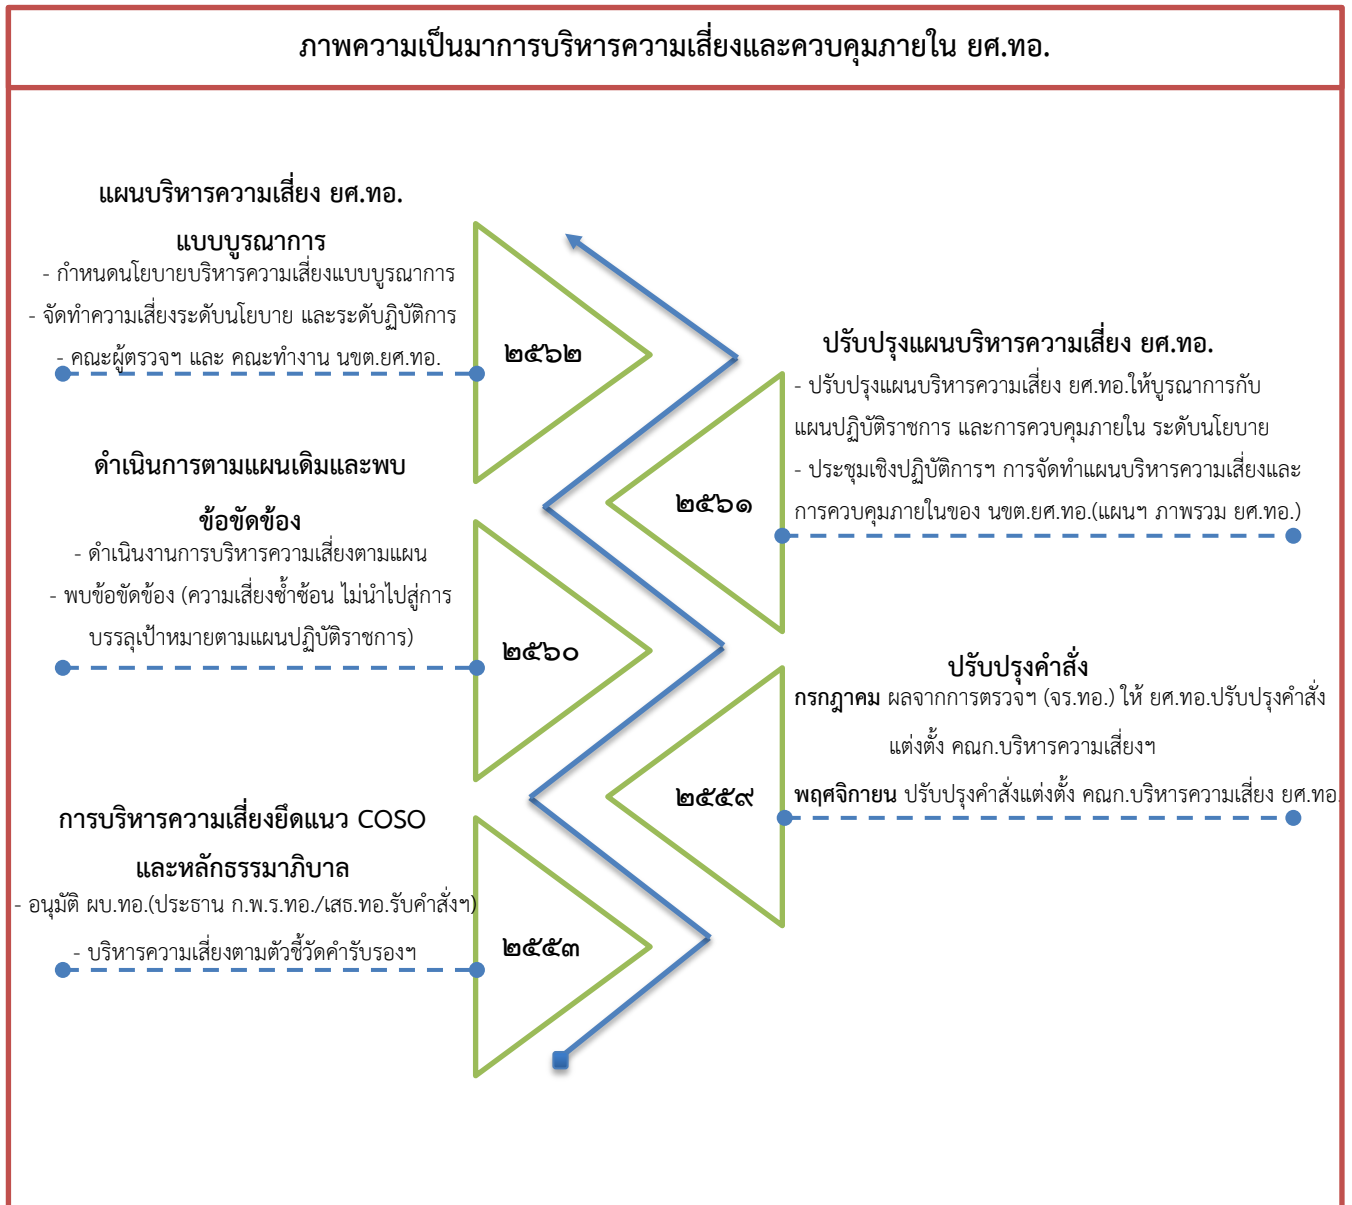 ภาพความเป็นมาการบริหารความเสี่ยงและควบคุมภายใน ยศ.ทอ.
แผนบริหารความเสี่ยง ยศ.ทอ.
แบบบูรณาการ
- กำหนดนโยบายบริหารความเสี่ยงแบบบูรณาการ
- จัดทำความเสี่ยงระดับนโยบาย และระดับฏิบัติการ
- คณะผู้ตรวจฯ และ คณะทำงาน นขต.ยศ.ทอ.
๒๕๖๒
ปรับปรุงแผนบริหารความเสี่ยง ยศ.ทอ.
- ปรับปรุงแผนบริหารความเสี่ยง ยศ.ทอ.ให้บูรณาการกับ
แผนปฏิบัติราชการ และการควบคุมภายใน ระดับนโยบาย
- ประชุมเชิงปฏิบัติการฯ การจัดทำแผนบริหารความเสี่ยงและ
การควบคุมภายในของ นขต.ยศ.ทอ.(แผนฯ ภาพรวม ยศ.ทอ.)
๒๕๖๑
ดำเนินการตามแผนเดิมและพบ
ข้อขัดข้อง
- ดำเนินงานการบริหารความเสี่ยงตามแผน
- พบข้อขัดข้อง (ความเสี่ยงซ้ำซ้อน ไม่นำไปสู่การ
บรรลุเป้าหมายตามแผนปฏิบัติราชการ)
๒๕๖๐
ปรับปรุงคำสั่ง
กรกฎาคม ผลจากการตรวจฯ (จร.ทอ.) ให้ ยศ.ทอ.ปรับปรุงคำสั่ง
แต่งตั้ง คณก.บริหารความเสี่ยงฯ
พฤศจิกายน ปรับปรุงคำสั่งแต่งตั้ง คณก.บริหารความเสี่ยง ยศ.ทอ.
๒๕๕๙
การบริหารความเสี่ยงยึดแนว COSO
และหลักธรรมาภิบาล
- อนุมัติ ผบ.ทอ.(ประธาน ก.พ.ร.ทอ./เสธ.ทอ.รับคำสั่งฯ)
- บริหารความเสี่ยงตามตัวชี้วัดคำรับรองฯ
๒๕๕๓